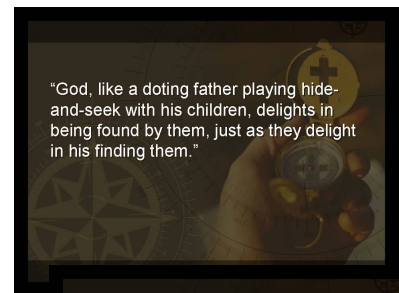 “God, like a doting father playing hide-
and-seek with his children, delights in
being found by them, just as they delight
in his finding them.”